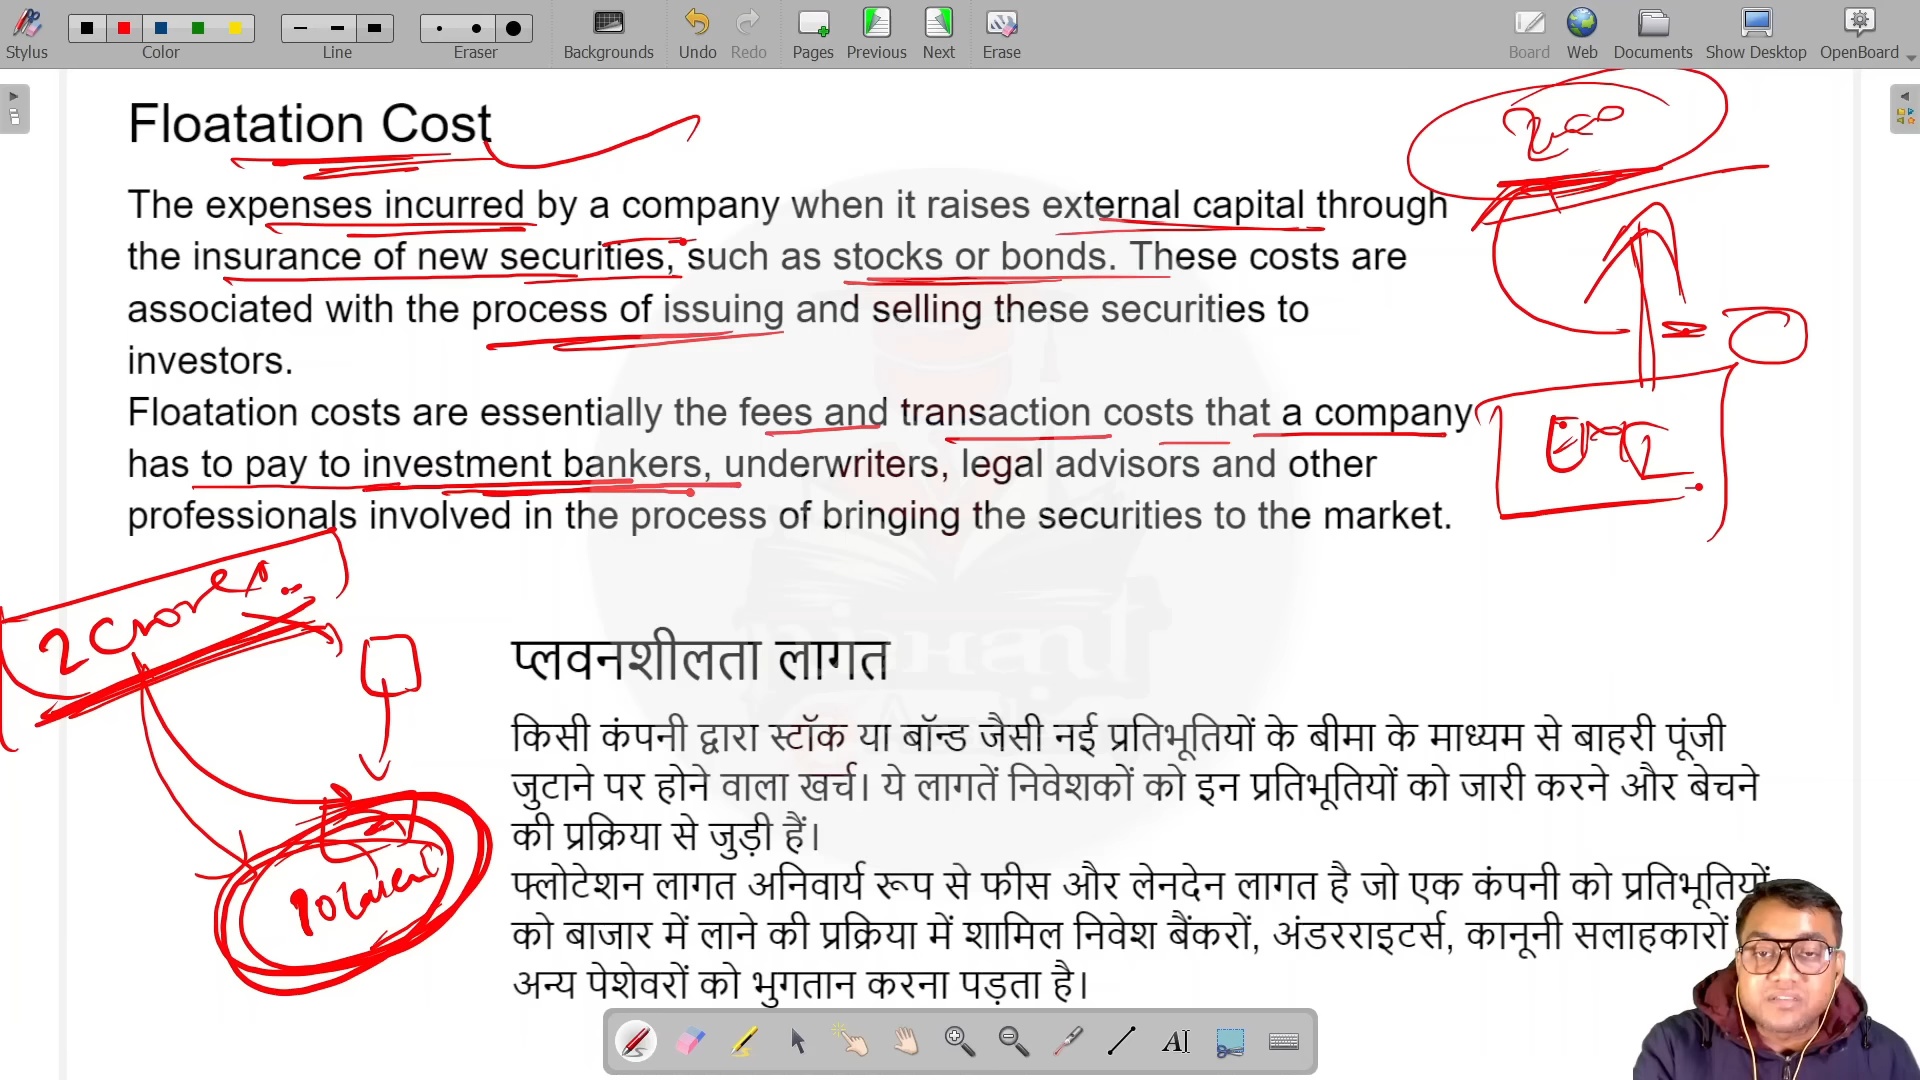 Stylus
Color
Line
Eraser
Backgrounds
Undo
Redo
Pages
Previous
Next
Erase
Board
Web
Documents
Show Desktop
OpenBoard
Floatation Cost
The expenses incurred by a company when it raises external capital through
the insurance of new securities, such as stocks or bonds. These costs are
associated with the process of issuing and selling these securities to
investors.
Floatation costs are essentially the fees and transaction costs that a company
has to pay to investment bankers, underwriters, legal advisors and other
professionals involved in the process of bringing the securities to the market.
2 Crores
प्लवनशीलता लागत
किसी कंपनी द्वारा स्टॉक या बॉन्ड जैसी नई प्रतिभूतियों के बीमा के माध्यम से बाहरी पूंजी
जुटाने पर होने वाला खर्च। ये लागतें निवेशकों को इन प्रतिभूतियों को जारी करने और बेचने
की प्रक्रिया से जुड़ी हैं।
फ्लोटेशन लागत अनिवार्य रूप से फीस और लेनदेन लागत है जो एक कंपनी को प्रतिभूतियों
को बाजार में लाने की प्रक्रिया में शामिल निवेश बैंकरों, अंडरराइटर्स, कानूनी सलाहकारों
अन्य पेशेवरों को भुगतान करना पड़ता है।